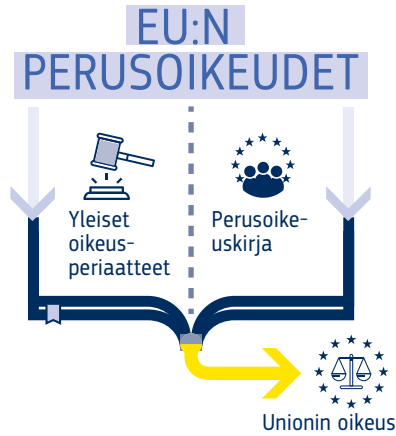 EU:N
PERUSOIKEUDET
Yleiset
oikeus-
periaatteet
Perusoike-
uskirja
Unionin oikeus